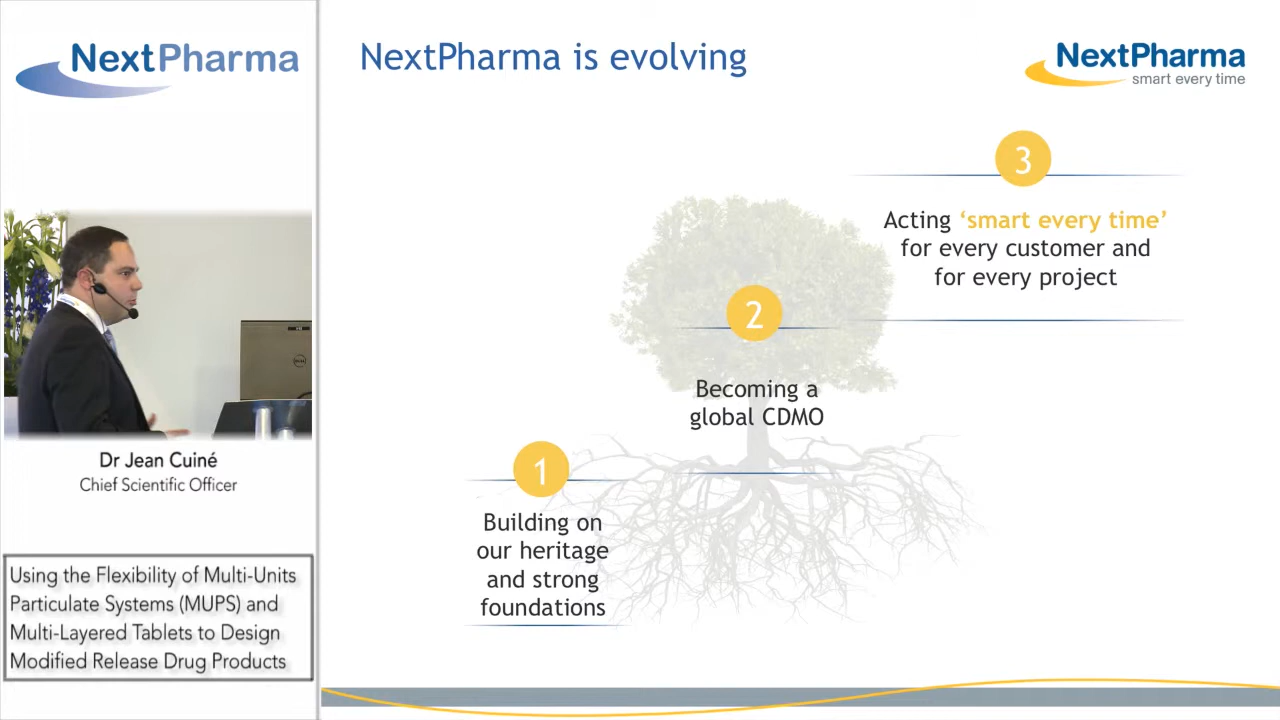 NextPharma
Dr Jean Cuiné
Chief Scientific Officer
Using the Flexibility of Multi-Units
Particulate Systems (MUPS) and
Multi-Layered Tablets to Design
Modified Release Drug Products
NextPharma is evolving
NextPharma
smart every time
3
Acting ‘smart every time’
for every customer and
for every project
2
Becoming a
global CDMO
1
Building on
our heritage
and strong
foundations